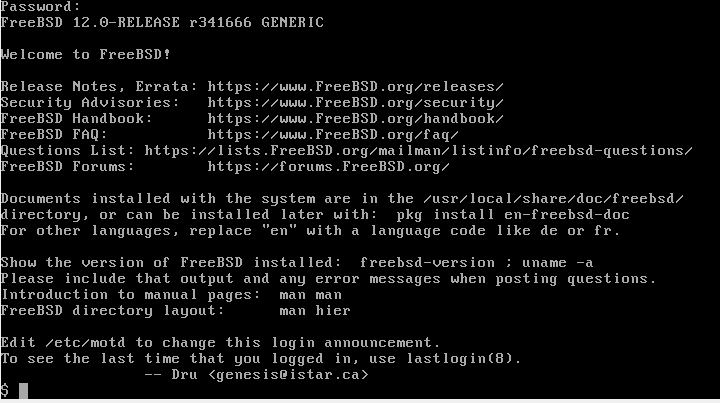 Password:
FreeBSD 12.0-RELEASE r341666 GENERIC
Welcome to FreeBSD!
Release Notes, Errata: https://www.FreeBSD.org/releases/
Security Advisories:   https://www.FreeBSD.org/security/
FreeBSD Handbook:      https://www.FreeBSD.org/handbook/
FreeBSD FAQ:           https://www.FreeBSD.org/faq/
Questions List: https://lists.FreeBSD.org/mailman/listinfo/freebsd-questions/
FreeBSD Forums:        https://forums.FreeBSD.org/
Documents installed with the system are in the /usr/local/share/doc/freebsd/
directory, or can be installed later with:  pkg install en-freebsd-doc
For other languages, replace "en" with a language code like de or fr.
Show the version of FreeBSD installed:  freebsd-version ; uname -a
Please include that output and any error messages when posting questions.
Introduction to manual pages:  man man
FreeBSD directory layout:      man hier
Edit /etc/motd to change this login announcement.
To see the last time that you logged in, use lastlogin(8).
-- Dru <genesis@istar.ca>
$